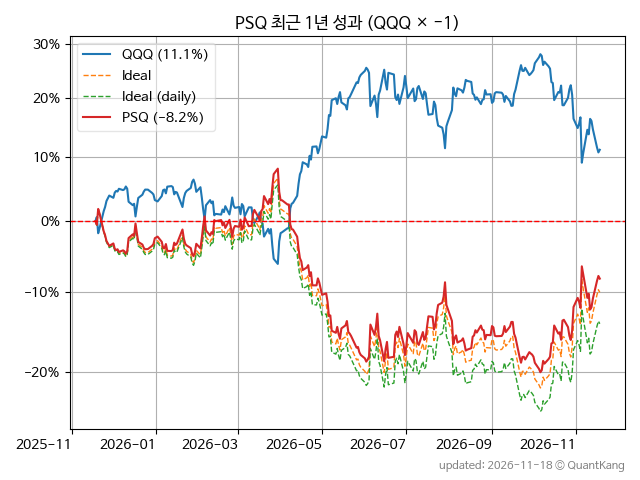 PSQ 최근 1년 성과 (QQQ × −1)
QQQ (11.1%)
Ideal
Ideal (daily)
PSQ (−8.2%)
30%
20%
10%
0%
−10%
−20%
2025-11
2026-01
2026-03
2026-05
2026-07
2026-09
2026-11
updated: 2026-11-18 © QuantKang